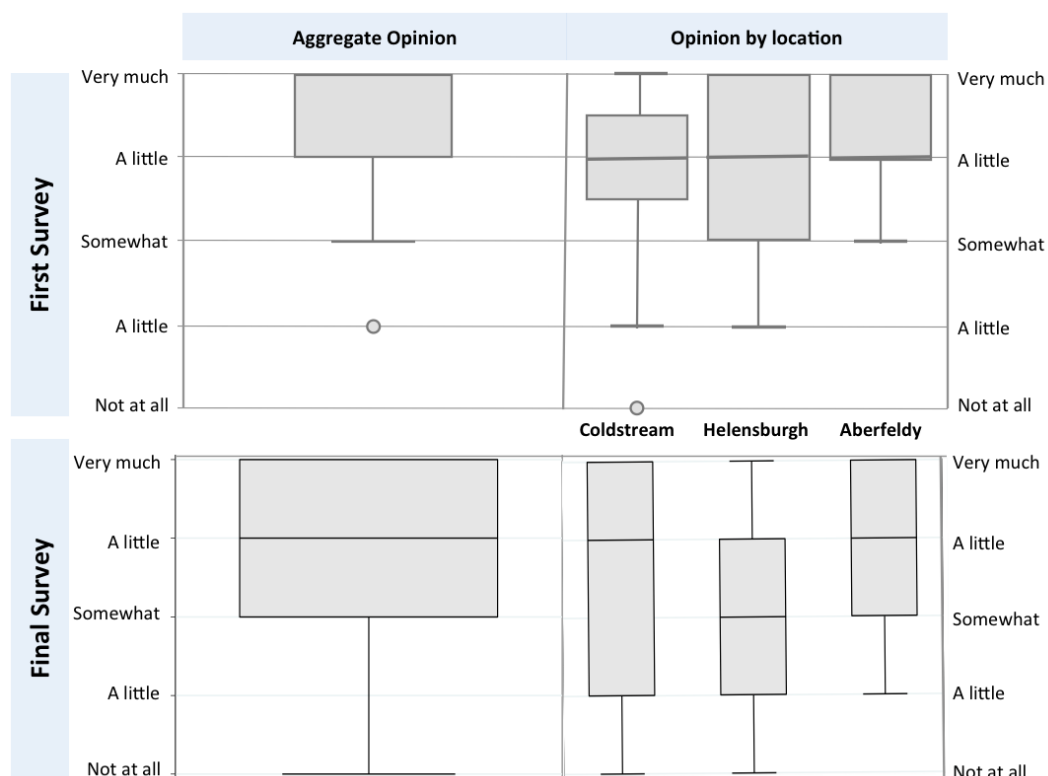 Aggregate Opinion
Opinion by location
First Survey
Very much
A little
Somewhat
A little
Not at all
Very much
A little
Somewhat
A little
Not at all
Coldstream
Helensburgh
Aberfeldy
Final Survey
Very much
A little
Somewhat
A little
Not at all
Very much
A little
Somewhat
A little
Not at all